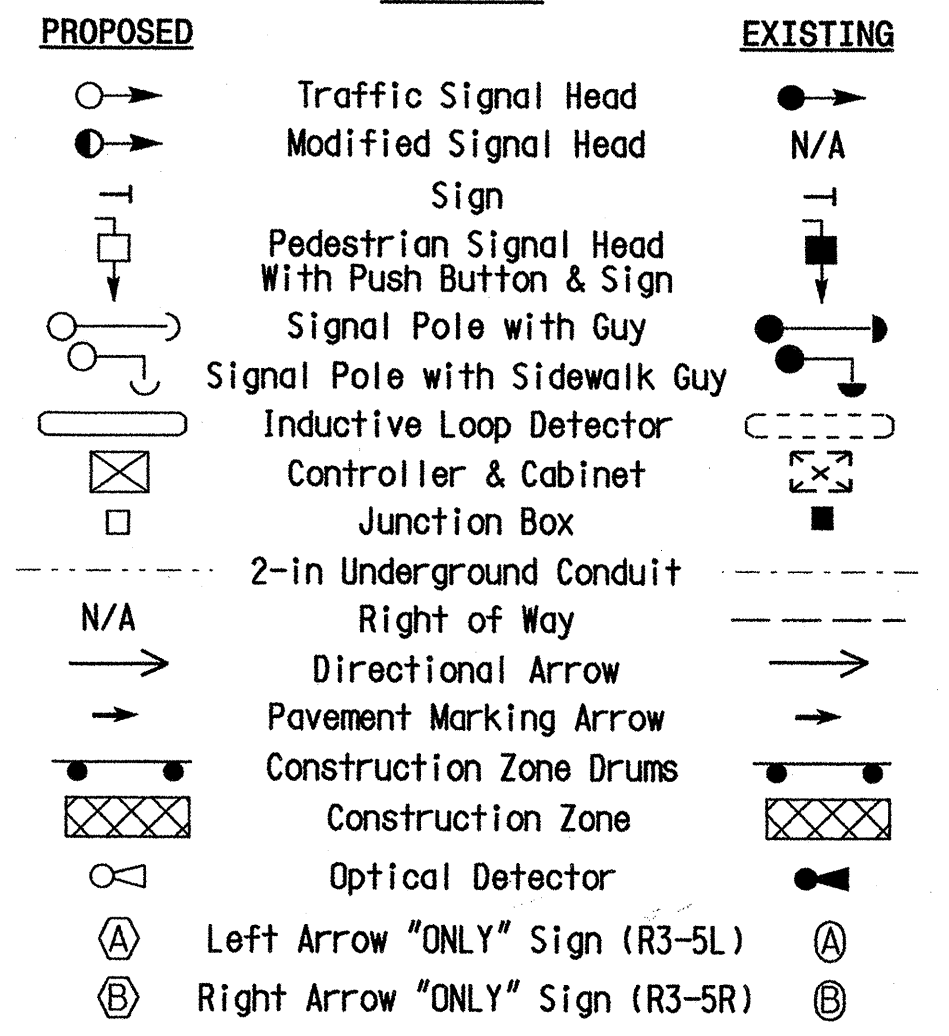 PROPOSED EXISTING
Traffic Signal Head
Modified Signal Head N/A
Sign
Pedestrian Signal Head
With Push Button & Sign
Signal Pole with Guy
Signal Pole with Sidewalk Guy
Inductive Loop Detector
Controller & Cabinet
Junction Box
2-in Underground Conduit
N/A Right of Way
Directional Arrow
Pavement Marking Arrow
Construction Zone Drums
Construction Zone
Optical Detector
A Left Arrow "ONLY" Sign (R3-5L) A
B Right Arrow "ONLY" Sign (R3-5R) B